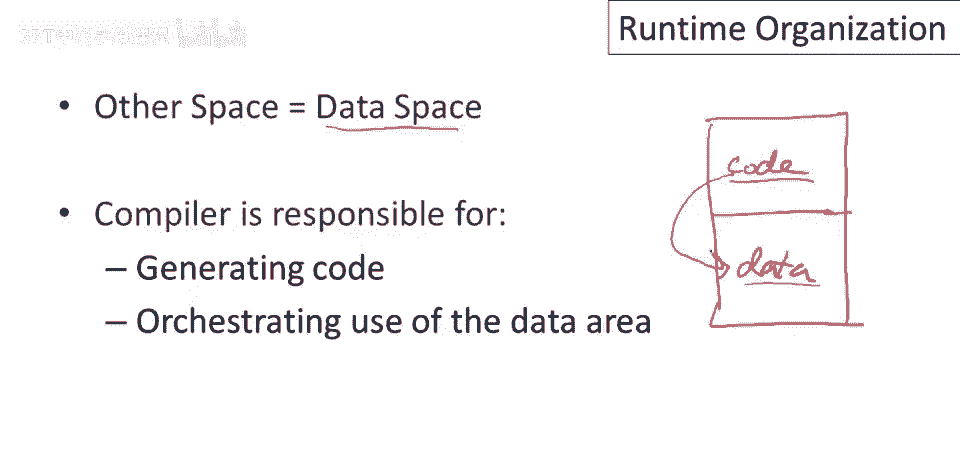 Runtime Organization
• Other Space = Data Space
• Compiler is responsible for:
– Generating code
– Orchestrating use of the data area
code
data